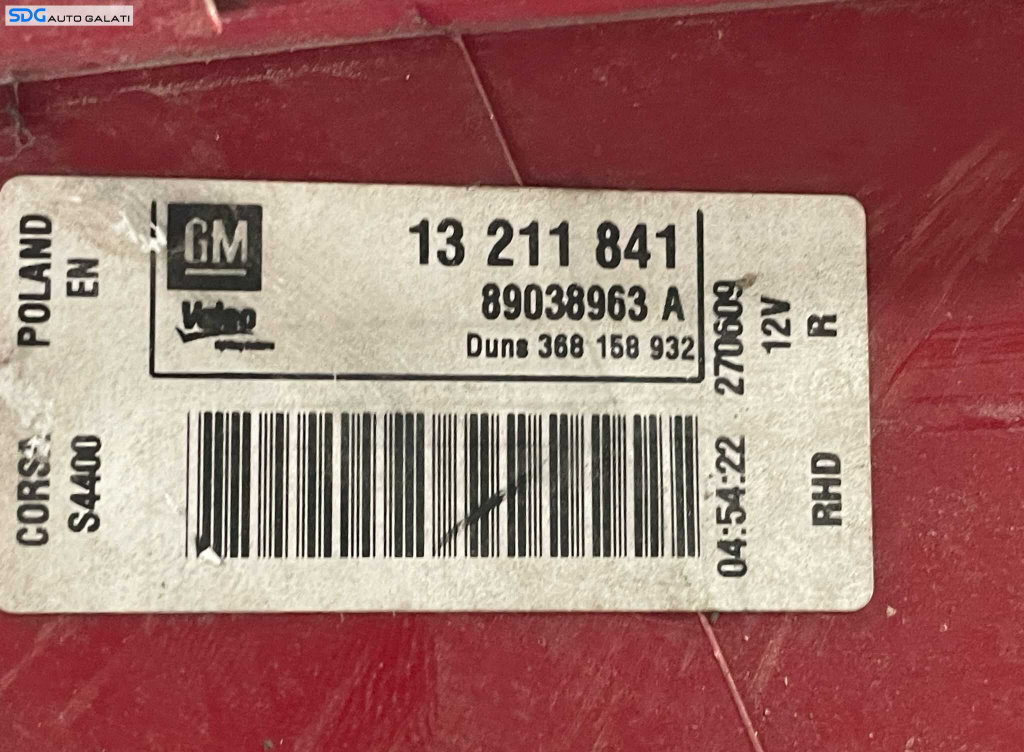 SDG AUTO GALATI
POLAND
EN
CORSA
S4400
GM
Valeo
13 211 841
89038963 A
Duns 368 158 932
04:54:22 270609
12V
RHD R